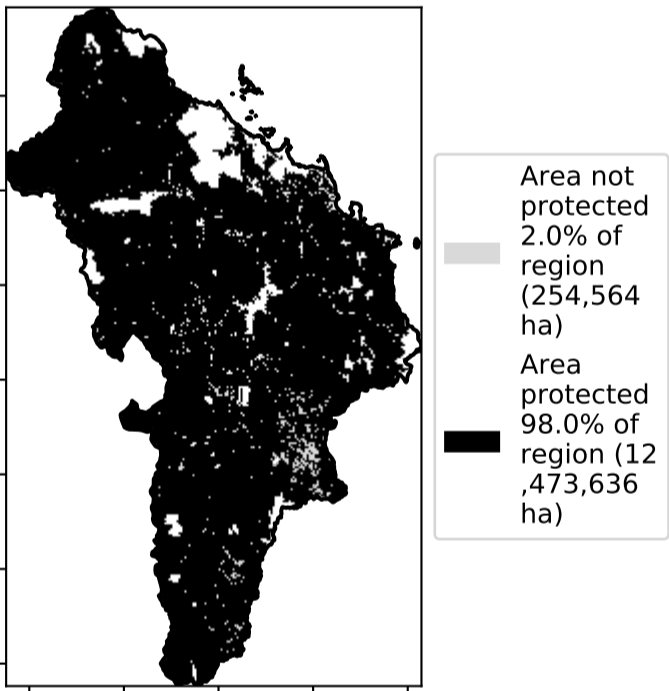 Area not
protected
2.0% of
region
(254,564
ha)
Area
protected
98.0% of
region (12
,473,636
ha)